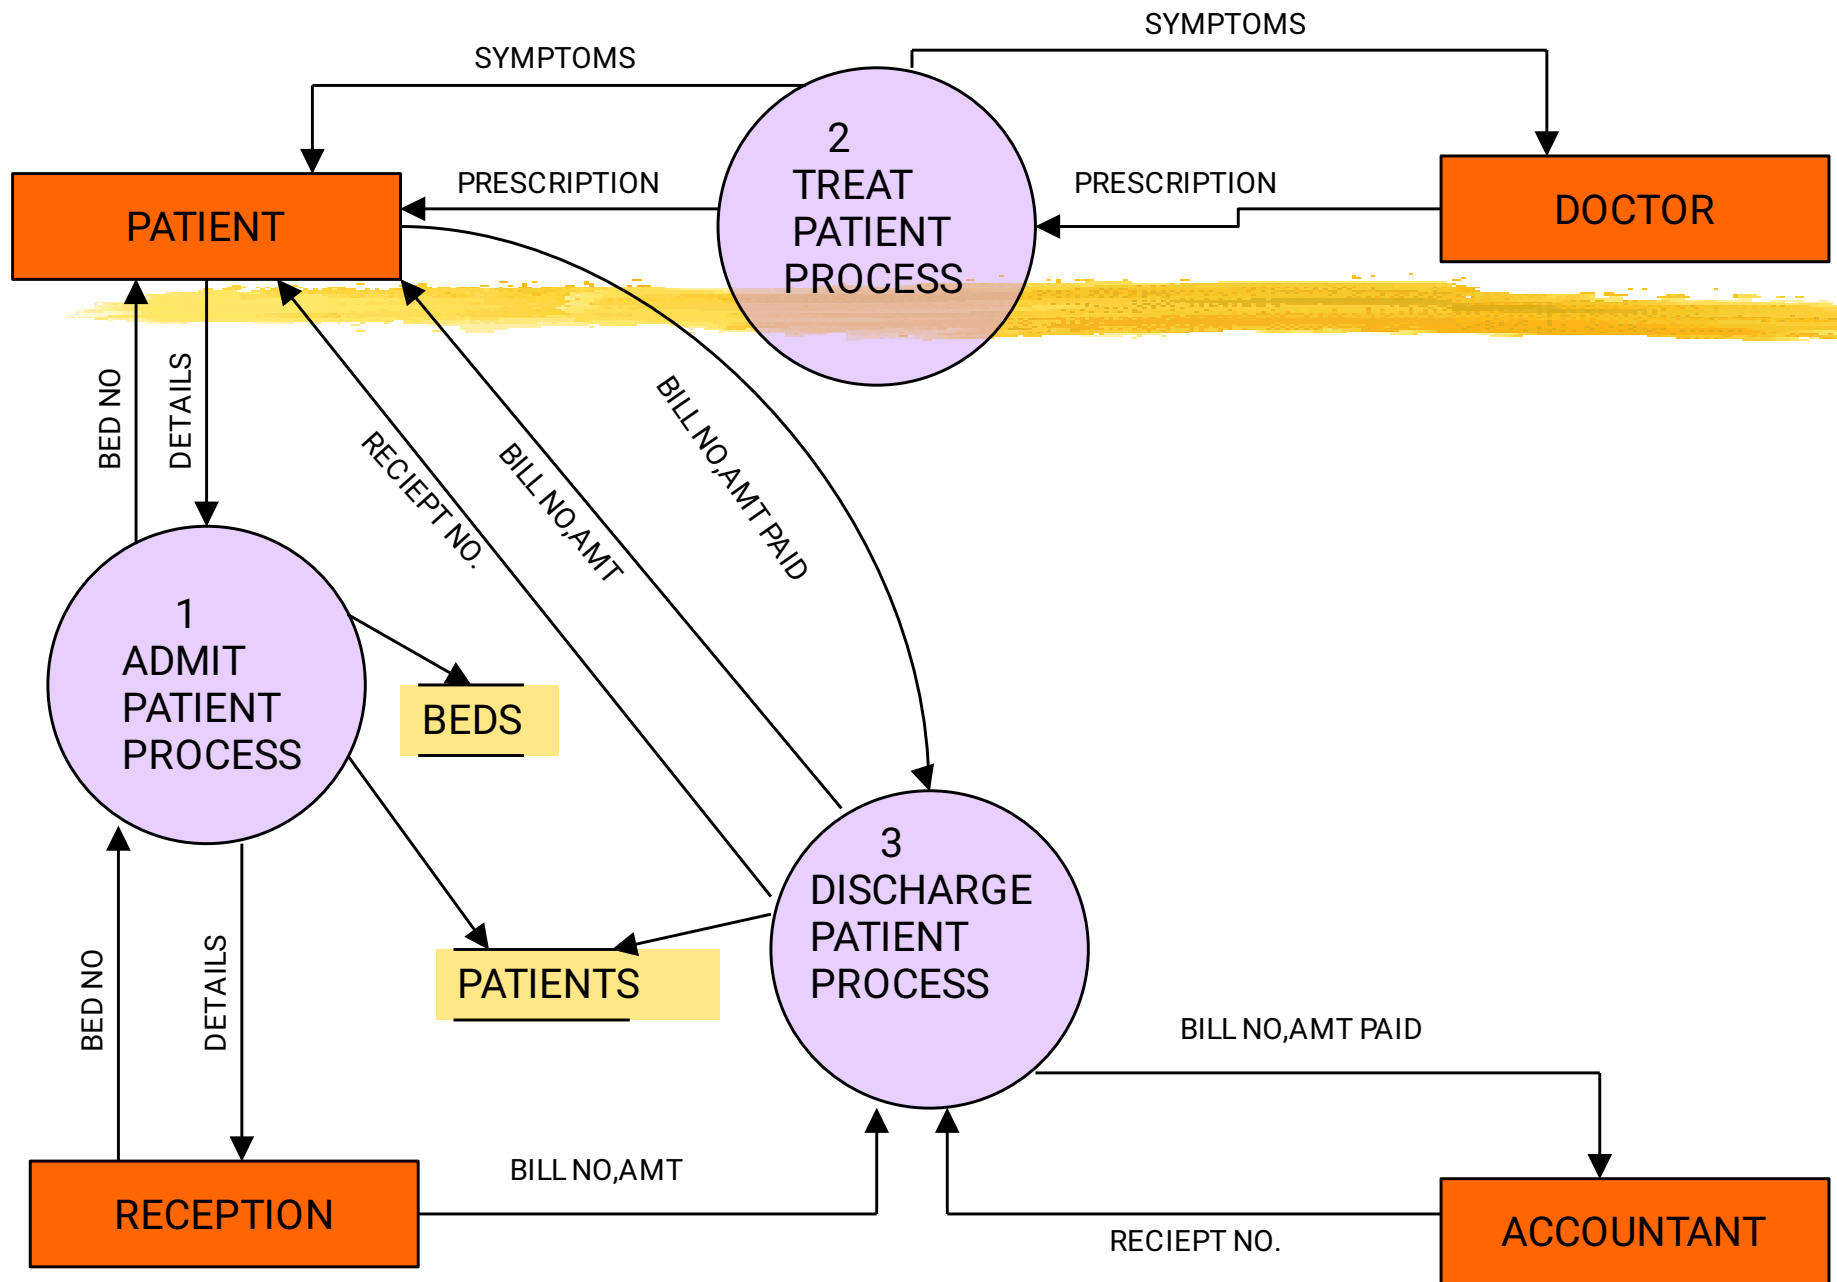 SYMPTOMS
SYMPTOMS
2
TREAT
PATIENT
PROCESS
PRESCRIPTION
PRESCRIPTION
PATIENT
DOCTOR
BED NO
DETAILS
RECIEPT NO.
BILL NO,AMT
BILL NO,AMT PAID
1
ADMIT
PATIENT
PROCESS
BEDS
3
DISCHARGE
PATIENT
PROCESS
PATIENTS
BED NO
DETAILS
BILL NO,AMT PAID
BILL NO,AMT
RECEPTION
RECIEPT NO.
ACCOUNTANT